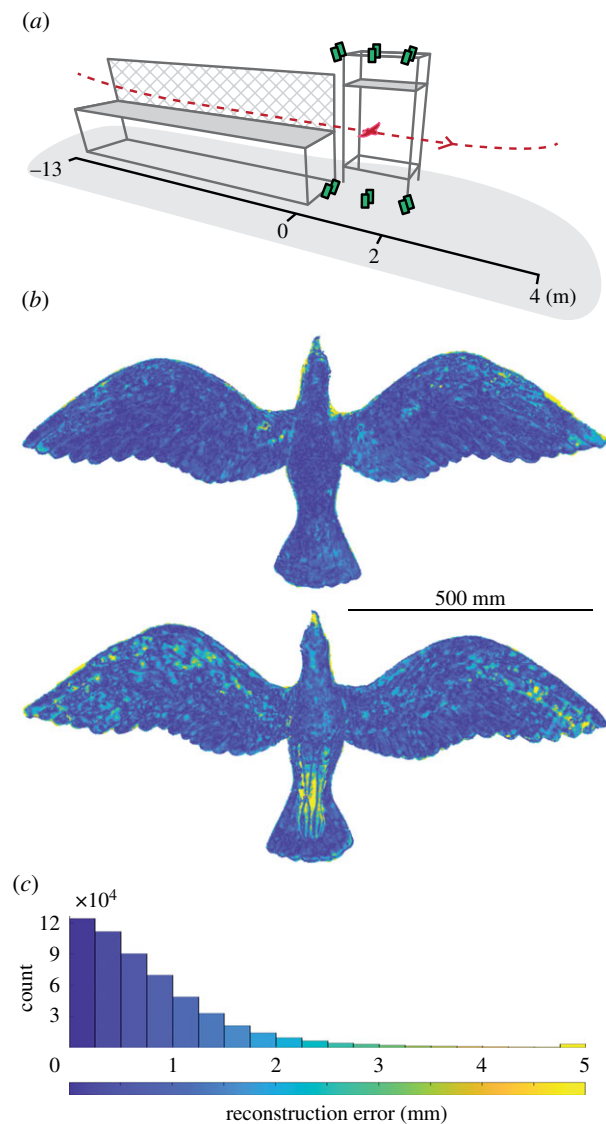 (a)
–13
0
2
4 (m)
(b)
500 mm
(c)
×10⁴
12
9
6
3
count
0 1 2 3 4 5
reconstruction error (mm)